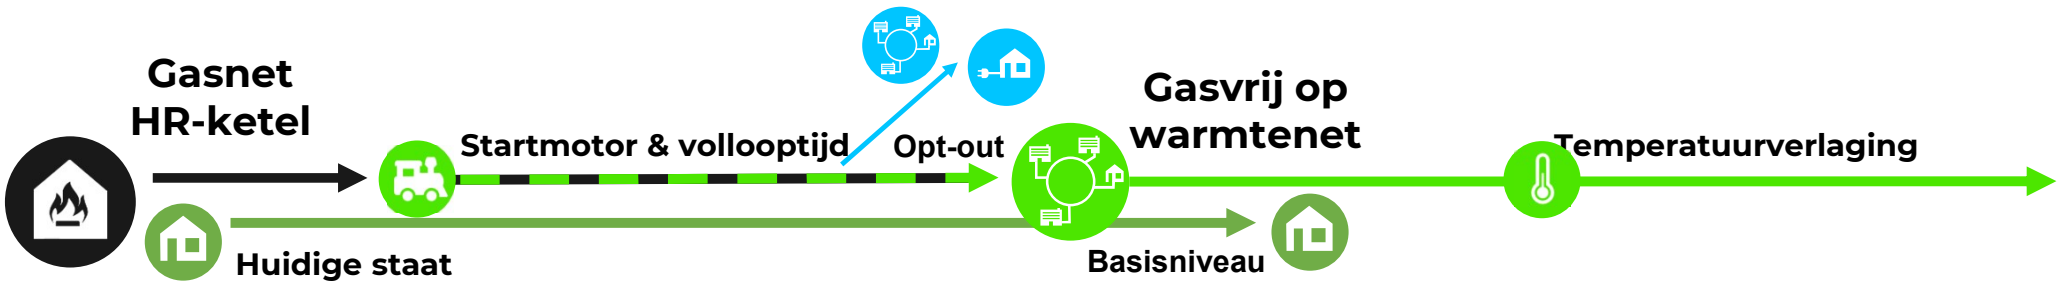 Gasnet
HR-ketel
Startmotor & vollooptijd
Opt-out
Gasvrij op
warmtenet
Temperatuurverlaging
Huidige staat
Basisniveau